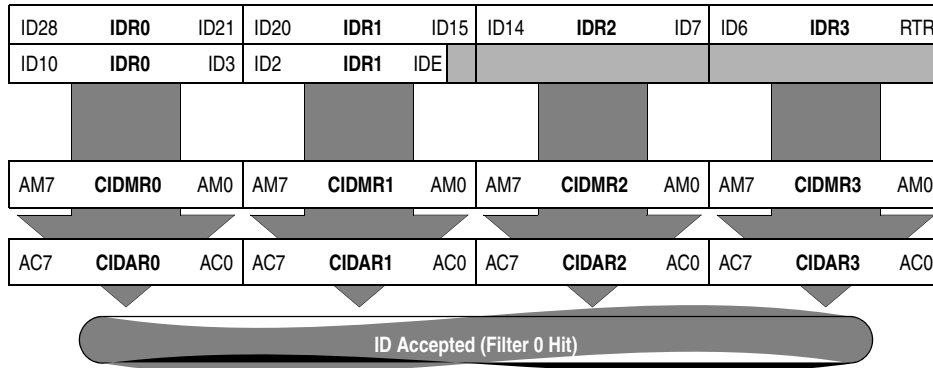 ID28 IDR0 ID21 ID20 IDR1 ID15 ID14 IDR2 ID7 ID6 IDR3 RTR
ID10 IDR0 ID3 ID2 IDR1 IDE
AM7 CIDMR0 AM0 AM7 CIDMR1 AM0 AM7 CIDMR2 AM0 AM7 CIDMR3 AM0
AC7 CIDAR0 AC0 AC7 CIDAR1 AC0 AC7 CIDAR2 AC0 AC7 CIDAR3 AC0
ID Accepted (Filter 0 Hit)